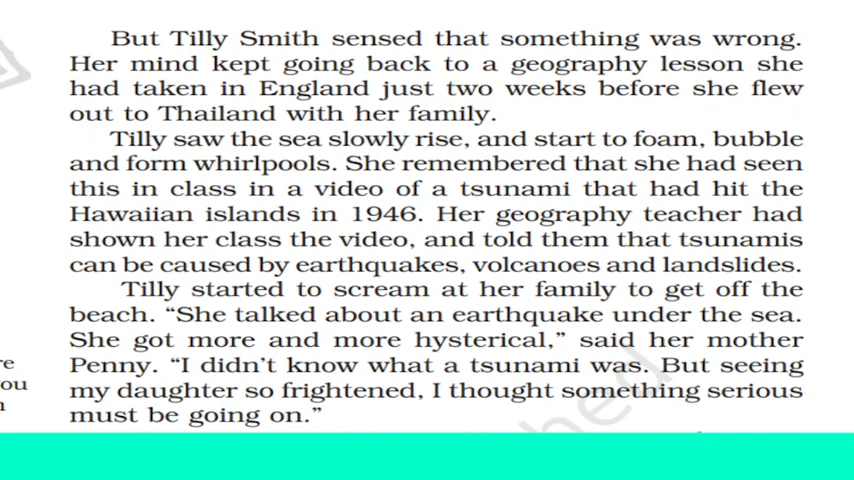 But Tilly Smith sensed that something was wrong.
Her mind kept going back to a geography lesson she
had taken in England just two weeks before she flew
out to Thailand with her family.
Tilly saw the sea slowly rise, and start to foam, bubble
and form whirlpools. She remembered that she had seen
this in class in a video of a tsunami that had hit the
Hawaiian islands in 1946. Her geography teacher had
shown her class the video, and told them that tsunamis
can be caused by earthquakes, volcanoes and landslides.
Tilly started to scream at her family to get off the
beach. “She talked about an earthquake under the sea.
She got more and more hysterical,” said her mother
Penny. “I didn’t know what a tsunami was. But seeing
my daughter so frightened, I thought something serious
must be going on.”